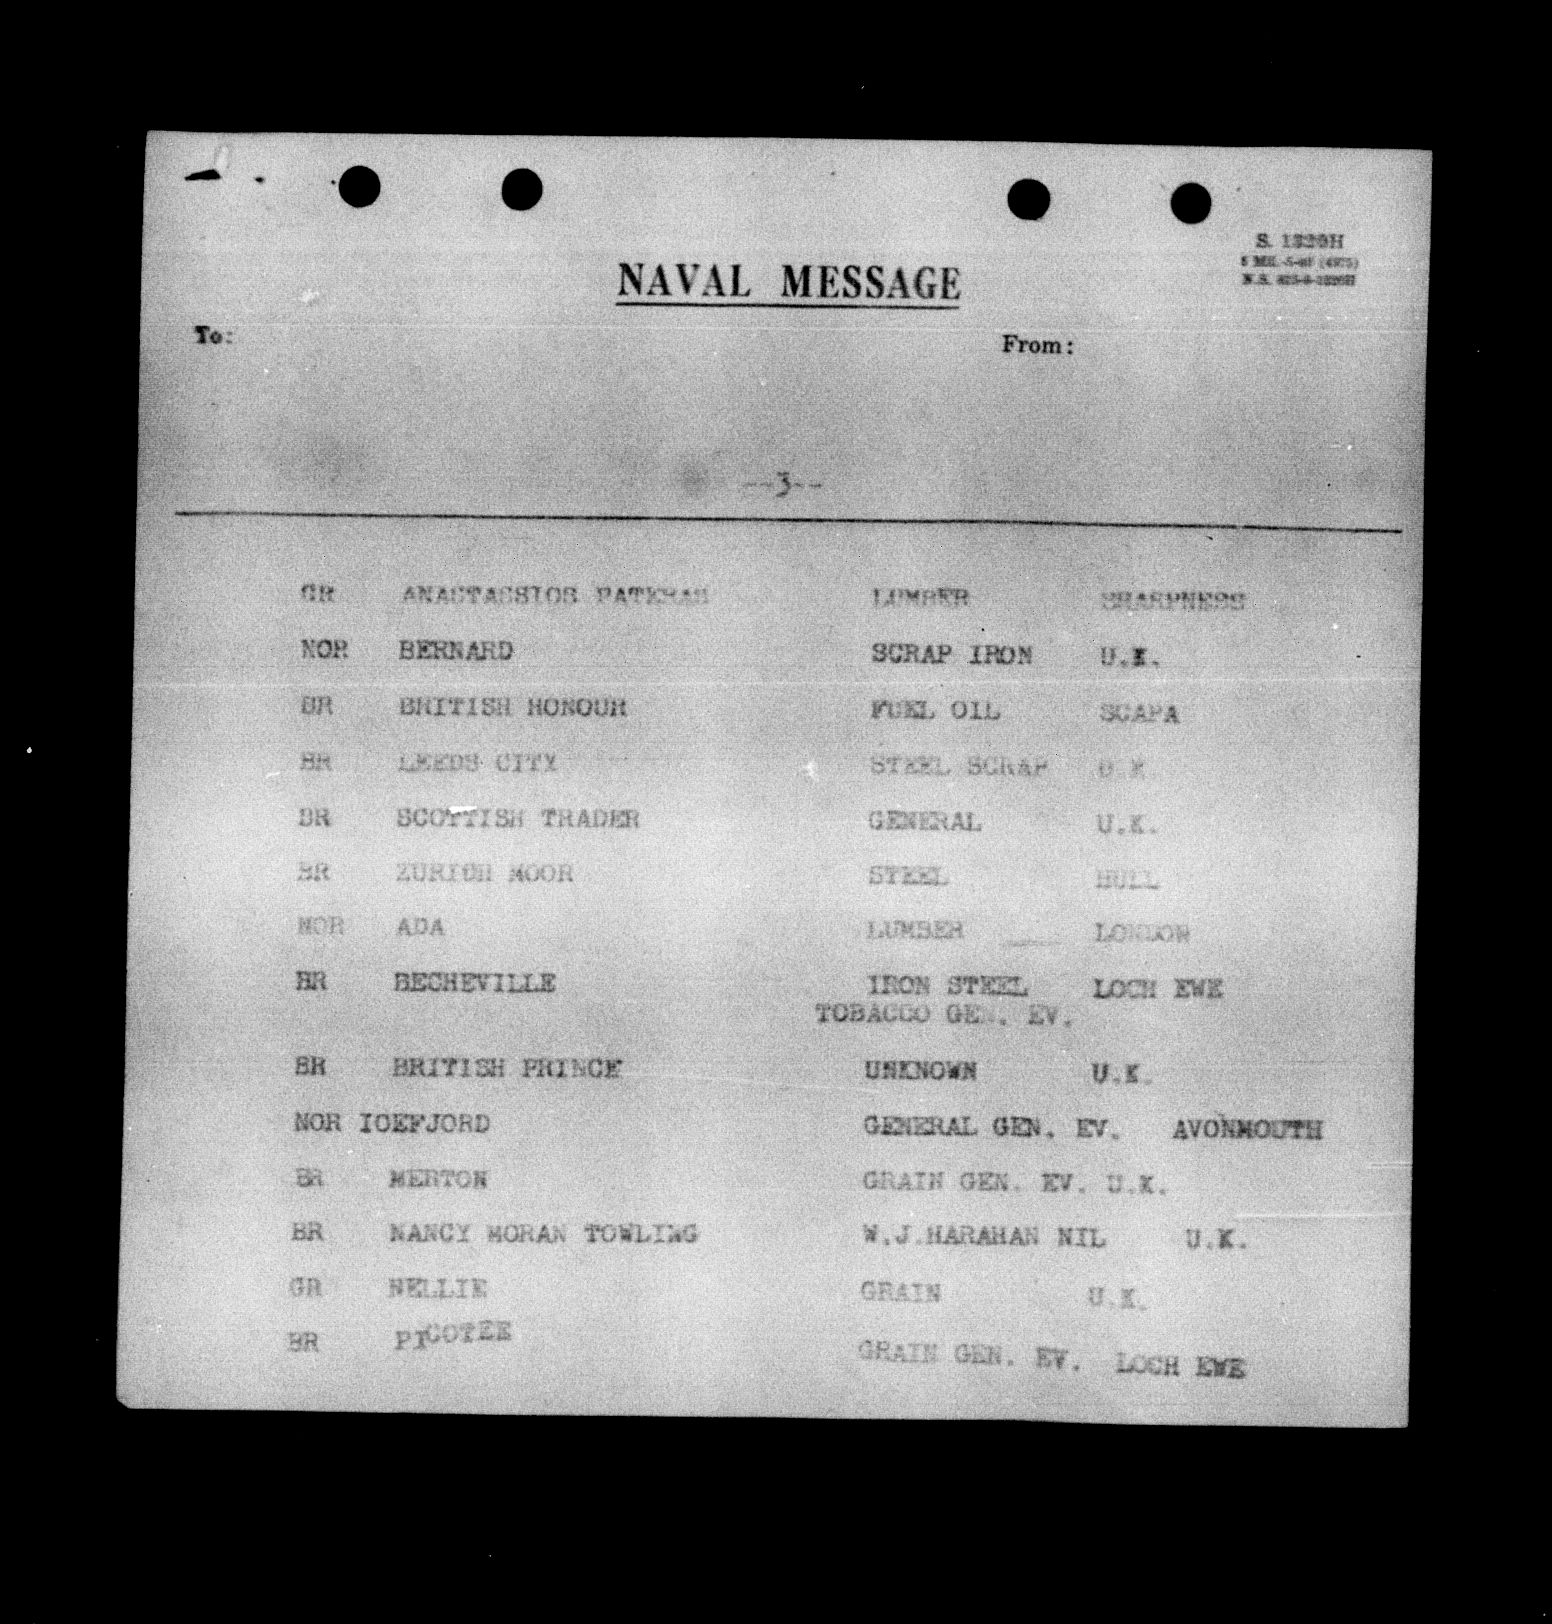 S. 1320H
NAVAL MESSAGE
To:
From:
--3--
GR ANASTASSIOS PATERAS LUMBER SHARPNESS
NOR BERNARD SCRAP IRON U.K.
BR BRITISH HONOUR FUEL OIL SCAPA
BR LEEDS CITY STEEL SCRAP U.K.
BR SCOTTISH TRADER GENERAL U.K.
BR ZURICH MOOR STEEL HULL
NOR ADA LUMBER ___ LONDON
BR BECHEVILLE IRON STEEL LOCH EWE
TOBACCO GEN. EV.
BR BRITISH PRINCE UNKNOWN U.K.
NOR IOEFJORD GENERAL GEN. EV. AVONMOUTH
BR MERTON GRAIN GEN. EV. U.K.
BR NANCY MORAN TOWLING W.J.HARAHAN NIL U.K.
GR NELLIE GRAIN U.K.
BR PICOTEE GRAIN GEN. EV. LOCH EWE